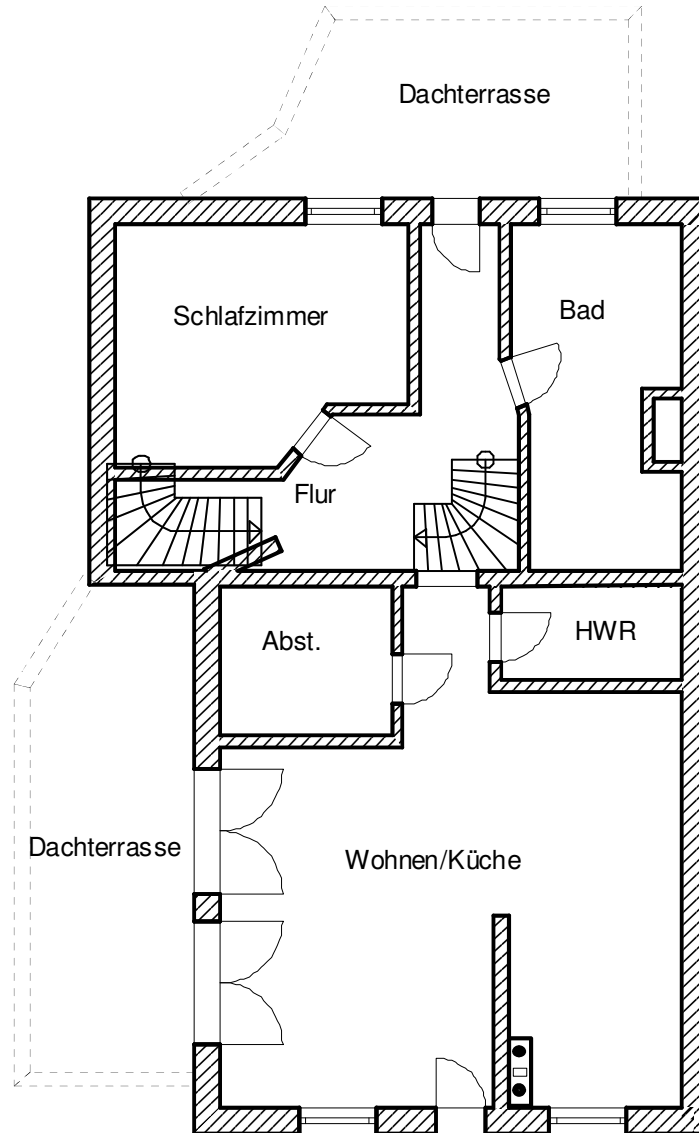 Dachterrasse
Schlafzimmer
Bad
Flur
Abst.
HWR
Dachterrasse
Wohnen/Küche